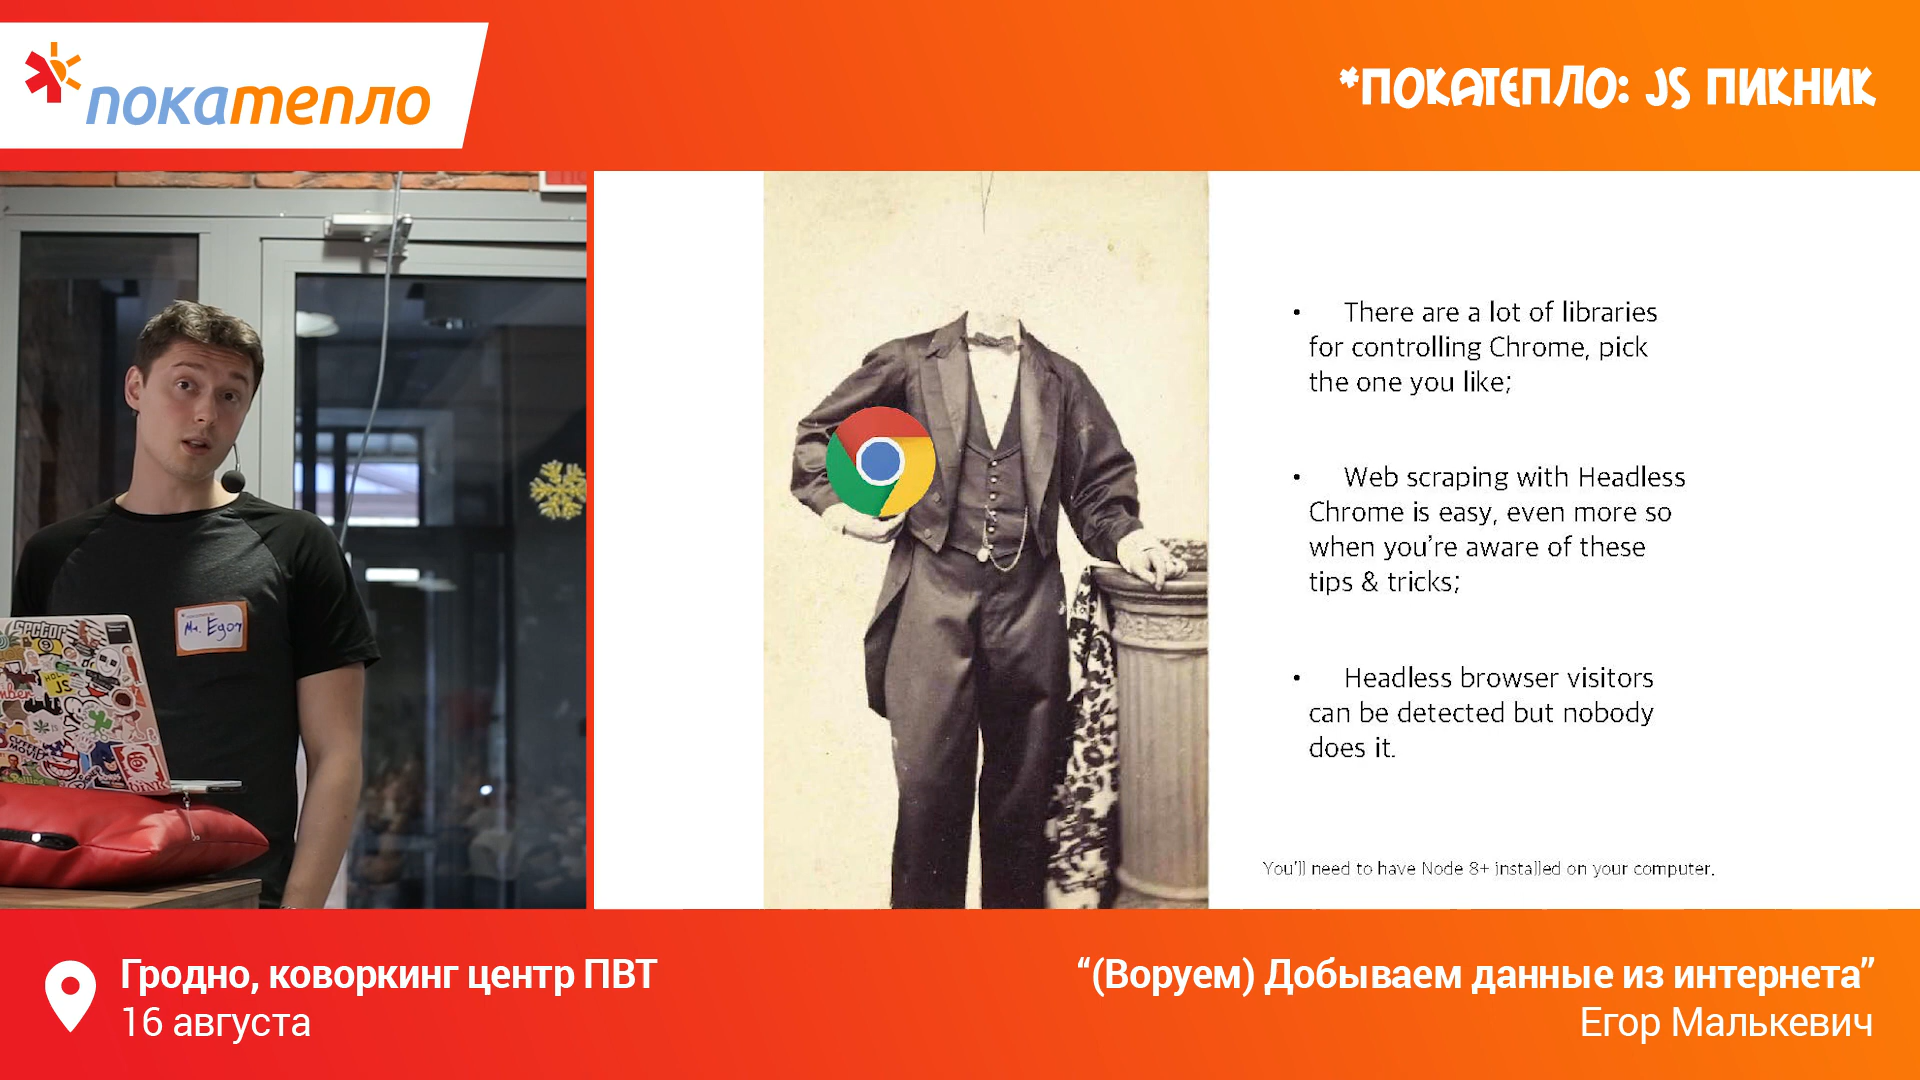 покатепло
*ПОКАТЕПЛО: JS ПИКНИК
• There are a lot of libraries
for controlling Chrome, pick
the one you like;
• Web scraping with Headless
Chrome is easy, even more so
when you're aware of these
tips & tricks;
• Headless browser visitors
can be detected but nobody
does it.
You'll need to have Node 8+ installed on your computer.
Mr. Egor
JS
Гродно, коворкинг центр ПВТ
16 августа
“(Воруем) Добываем данные из интернета”
Егор Малькевич